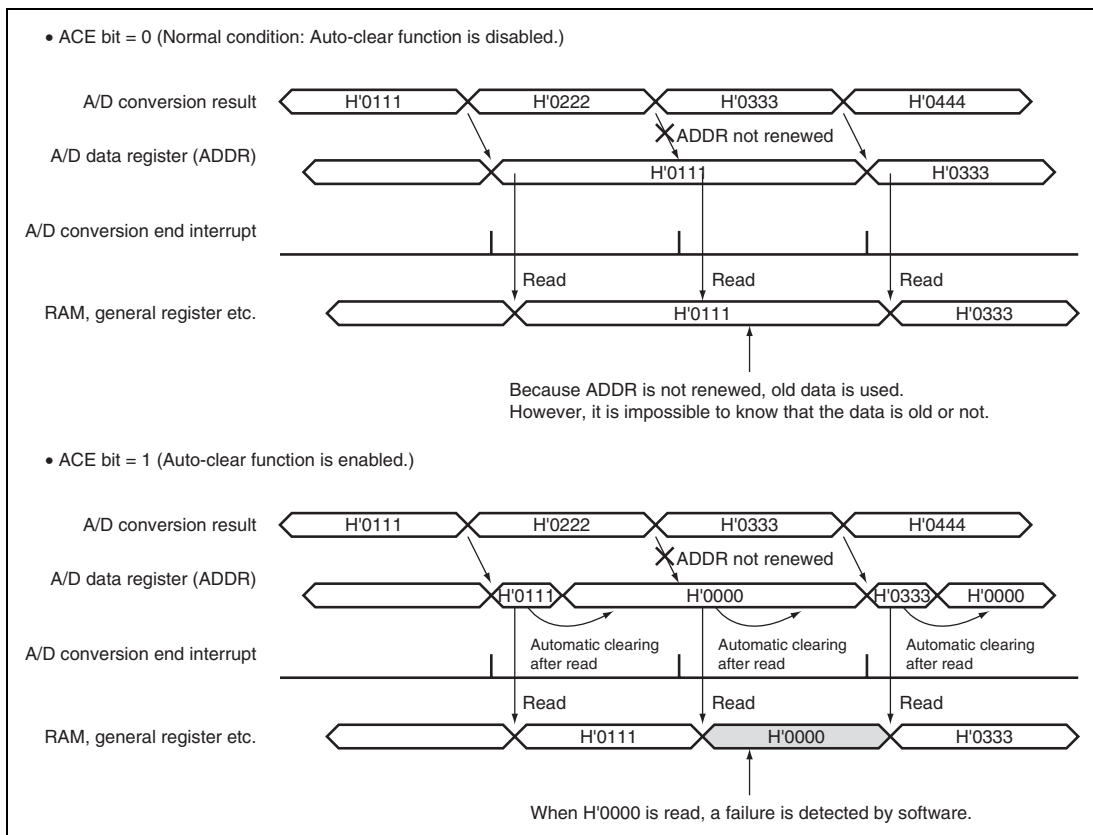 • ACE bit = 0 (Normal condition: Auto-clear function is disabled.)
A/D conversion result
H'0111
H'0222
H'0333
H'0444
ADDR not renewed
A/D data register (ADDR)
H'0111
H'0333
A/D conversion end interrupt
Read
Read
Read
RAM, general register etc.
H'0111
H'0333
Because ADDR is not renewed, old data is used.
However, it is impossible to know that the data is old or not.
• ACE bit = 1 (Auto-clear function is enabled.)
A/D conversion result
H'0111
H'0222
H'0333
H'0444
ADDR not renewed
A/D data register (ADDR)
H'0111
H'0000
H'0333
H'0000
Automatic clearing
after read
Automatic clearing
after read
Automatic clearing
after read
A/D conversion end interrupt
Read
Read
Read
RAM, general register etc.
H'0111
H'0000
H'0333
When H'0000 is read, a failure is detected by software.